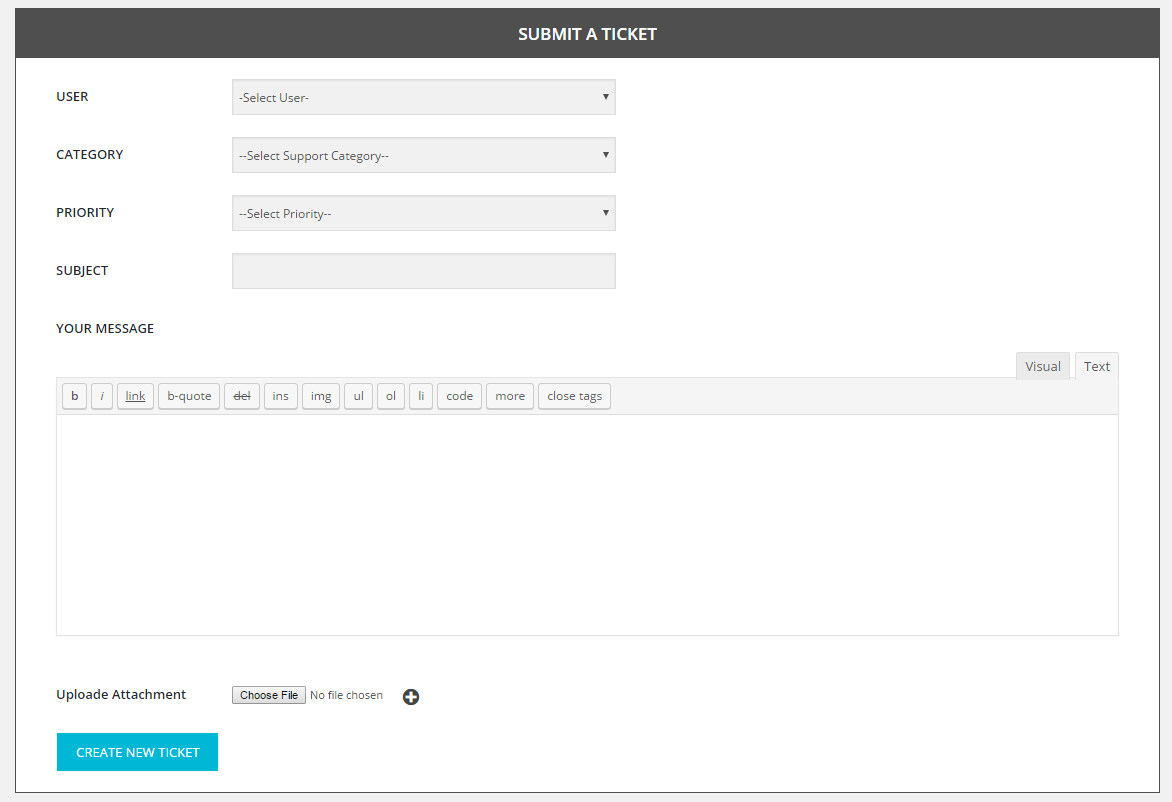 SUBMIT A TICKET
USER
-Select User-
CATEGORY
--Select Support Category--
PRIORITY
--Select Priority--
SUBJECT
YOUR MESSAGE
Visual Text
b i link b-quote del ins img ul ol li code more close tags
Uploade Attachment Choose File No file chosen
CREATE NEW TICKET